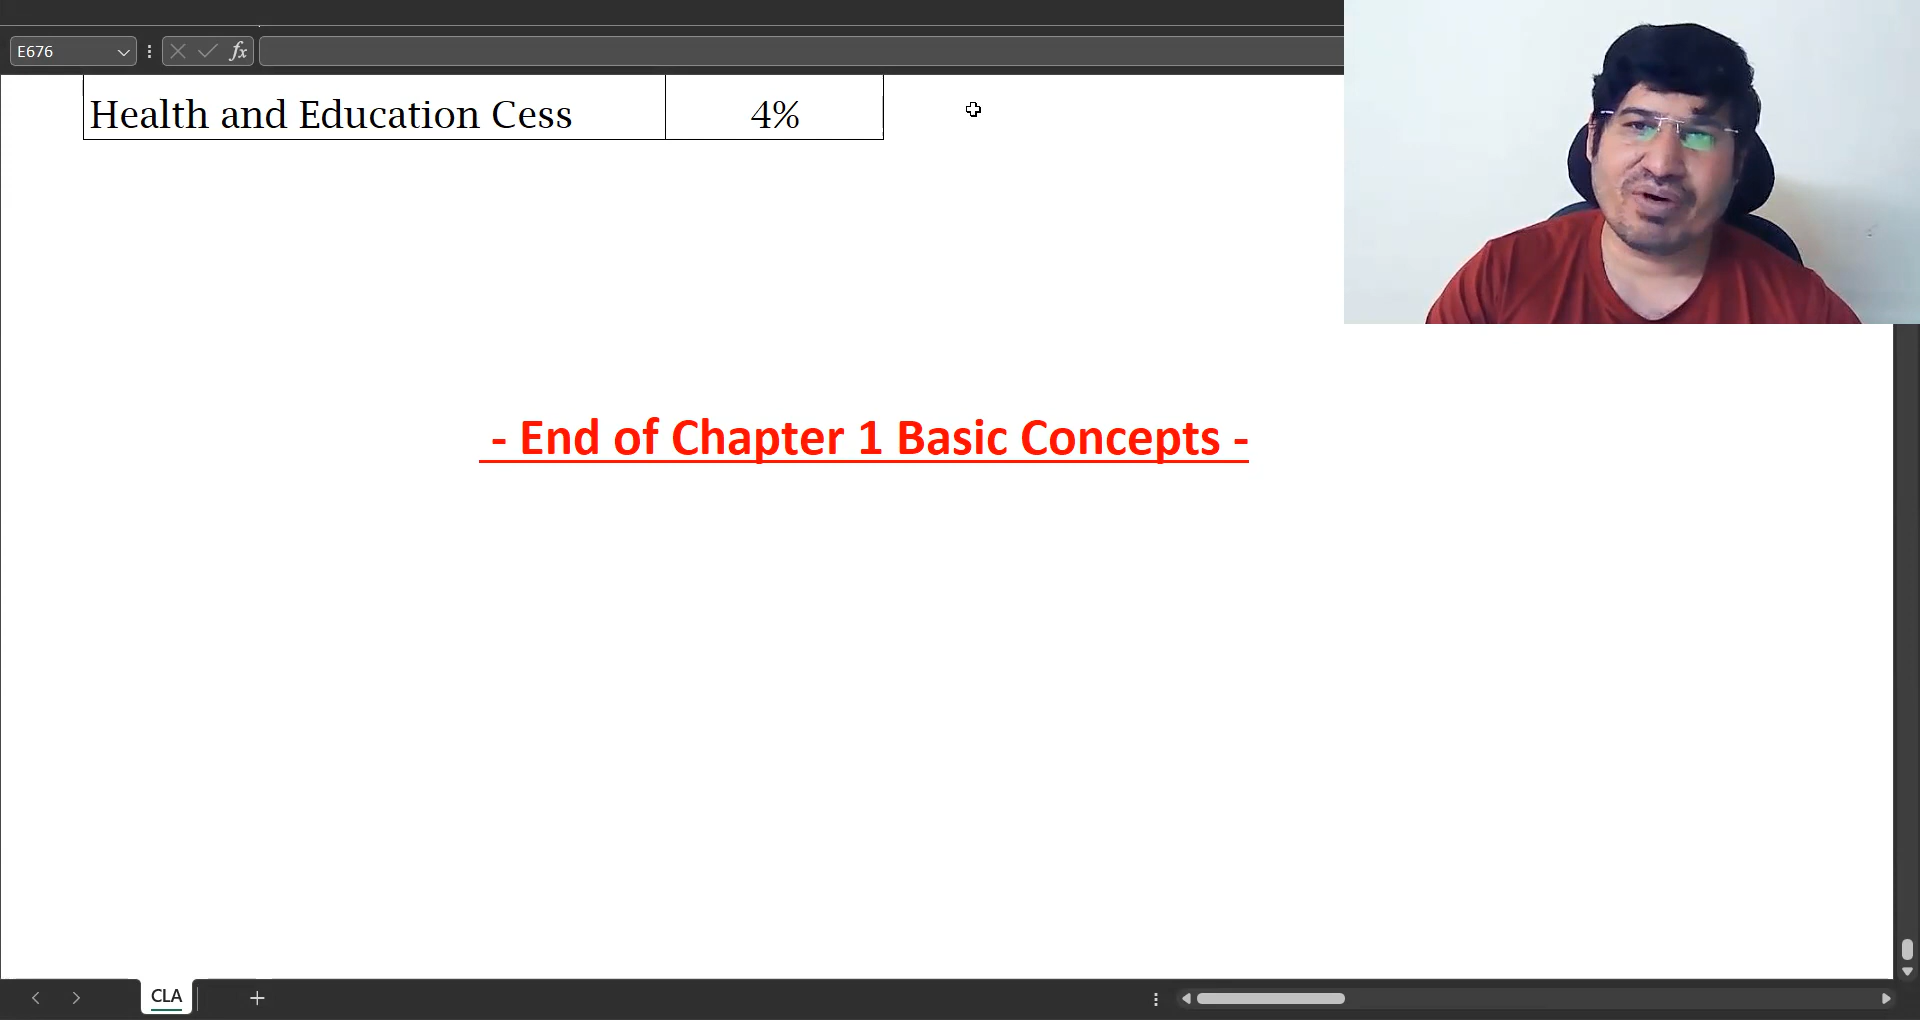 E676
fx
Health and Education Cess 4%
- End of Chapter 1 Basic Concepts -
CLA